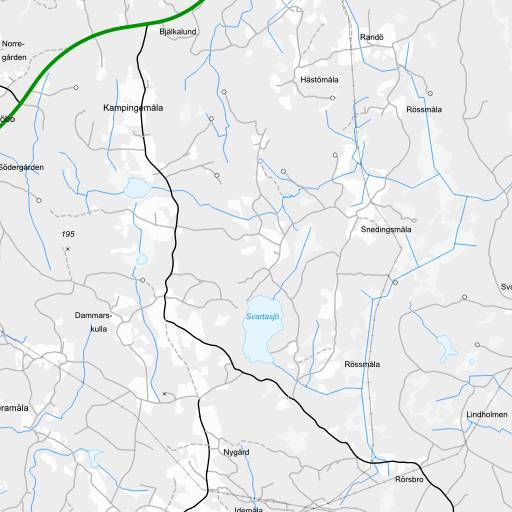 Bjälkalund
Randö
Norre-
gården
Hästömåla
Kampingemåla
Rössmåla
Södergården
Snedingsmåla
195
Svartasjö
Dammars-
kulla
Rössmåla
Lindholmen
Nygård
Rörsbro
Idemåla